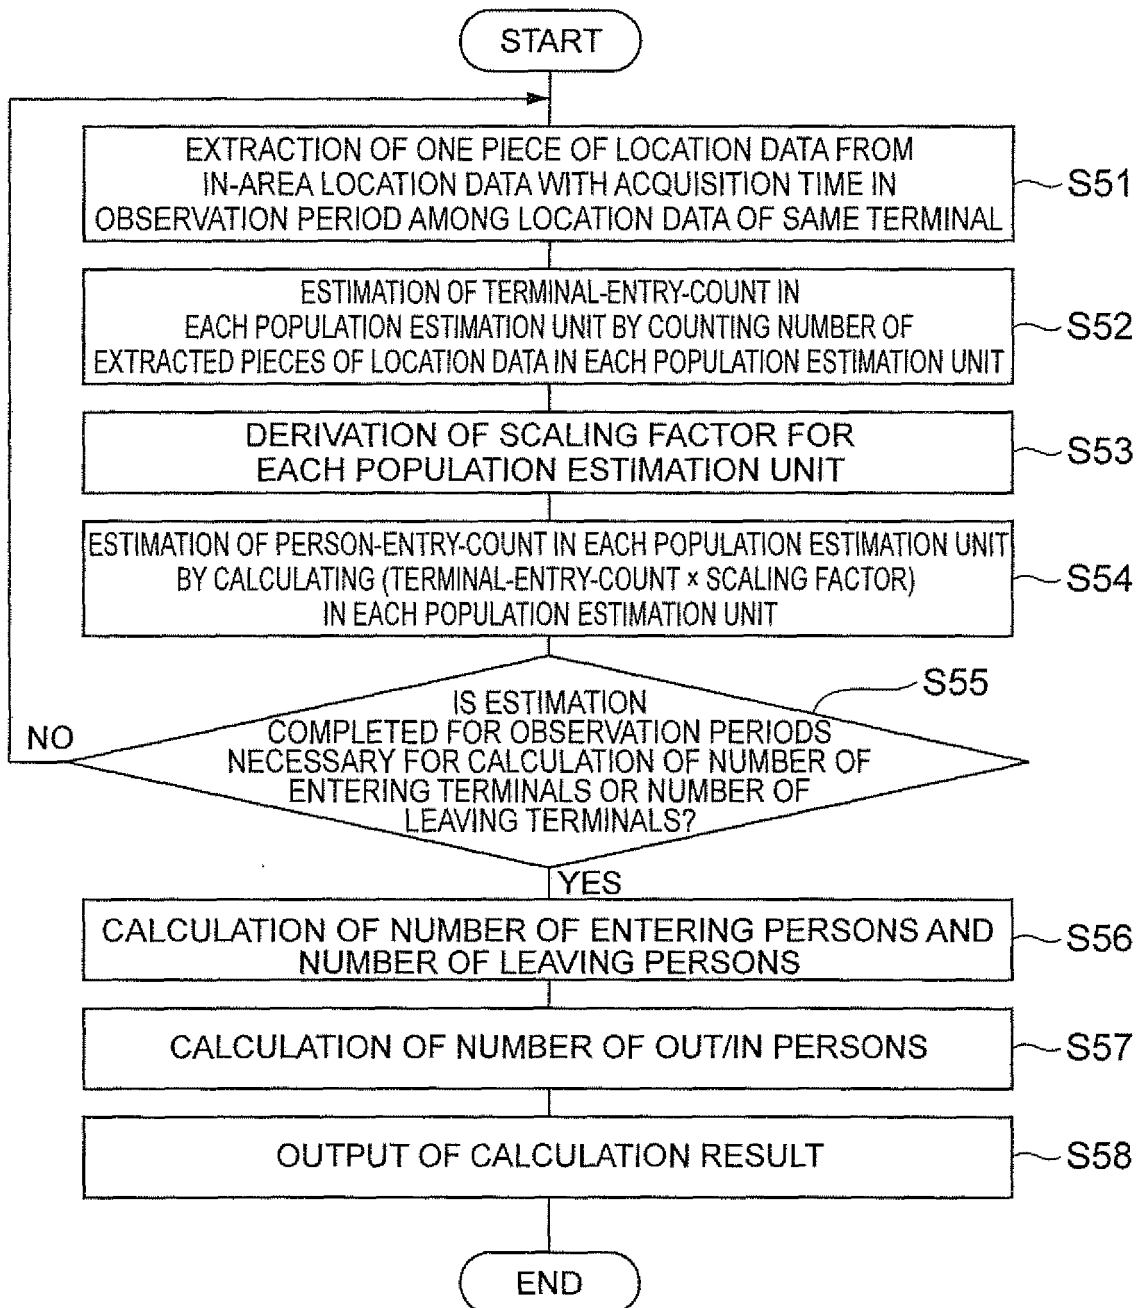 START
EXTRACTION OF ONE PIECE OF LOCATION DATA FROM
IN-AREA LOCATION DATA WITH ACQUISITION TIME IN
OBSERVATION PERIOD AMONG LOCATION DATA OF SAME TERMINAL
S51
ESTIMATION OF TERMINAL-ENTRY-COUNT IN
EACH POPULATION ESTIMATION UNIT BY COUNTING NUMBER OF
EXTRACTED PIECES OF LOCATION DATA IN EACH POPULATION ESTIMATION UNIT
S52
DERIVATION OF SCALING FACTOR FOR
EACH POPULATION ESTIMATION UNIT
S53
ESTIMATION OF PERSON-ENTRY-COUNT IN EACH POPULATION ESTIMATION UNIT
BY CALCULATING (TERMINAL-ENTRY-COUNT × SCALING FACTOR)
IN EACH POPULATION ESTIMATION UNIT
S54
S55
IS ESTIMATION
COMPLETED FOR OBSERVATION PERIODS
NECESSARY FOR CALCULATION OF NUMBER OF
ENTERING TERMINALS OR NUMBER OF
LEAVING TERMINALS?
NO
YES
CALCULATION OF NUMBER OF ENTERING PERSONS AND
NUMBER OF LEAVING PERSONS
S56
CALCULATION OF NUMBER OF OUT/IN PERSONS
S57
OUTPUT OF CALCULATION RESULT
S58
END